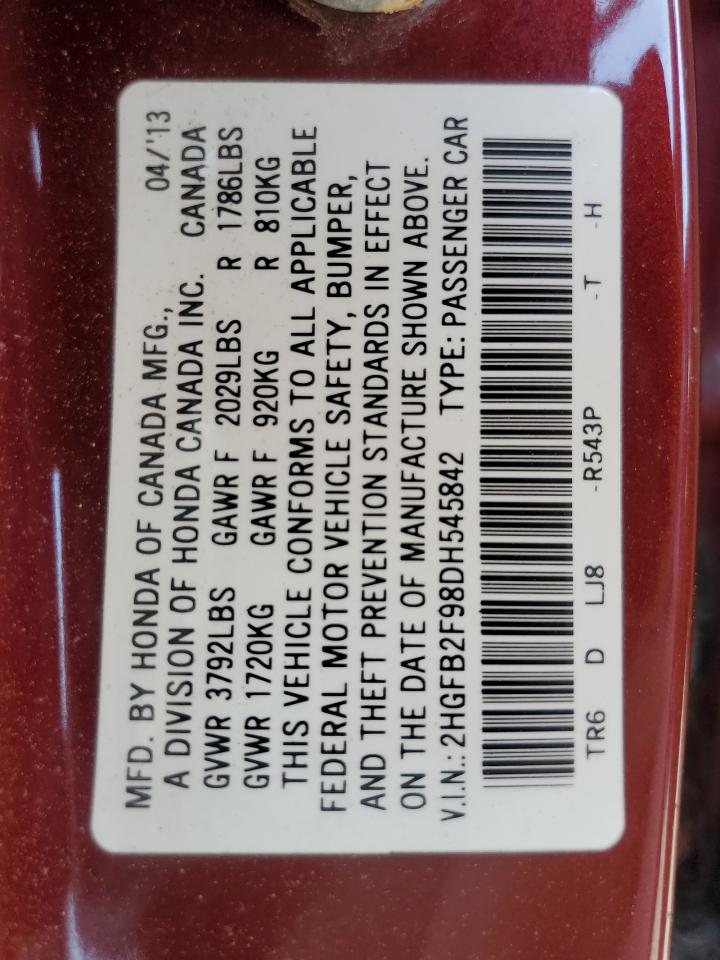 MFD. BY HONDA OF CANADA MFG., 04/'13
A DIVISION OF HONDA CANADA INC. CANADA
GVWR 3792LBS GAWR F 2029LBS R 1786LBS
GVWR 1720KG GAWR F 920KG R 810KG
THIS VEHICLE CONFORMS TO ALL APPLICABLE
FEDERAL MOTOR VEHICLE SAFETY, BUMPER,
AND THEFT PREVENTION STANDARDS IN EFFECT
ON THE DATE OF MANUFACTURE SHOWN ABOVE.
V.I.N.: 2HGFB2F98DH545842 TYPE: PASSENGER CAR
TR6 D LJ8 -R543P -T -H